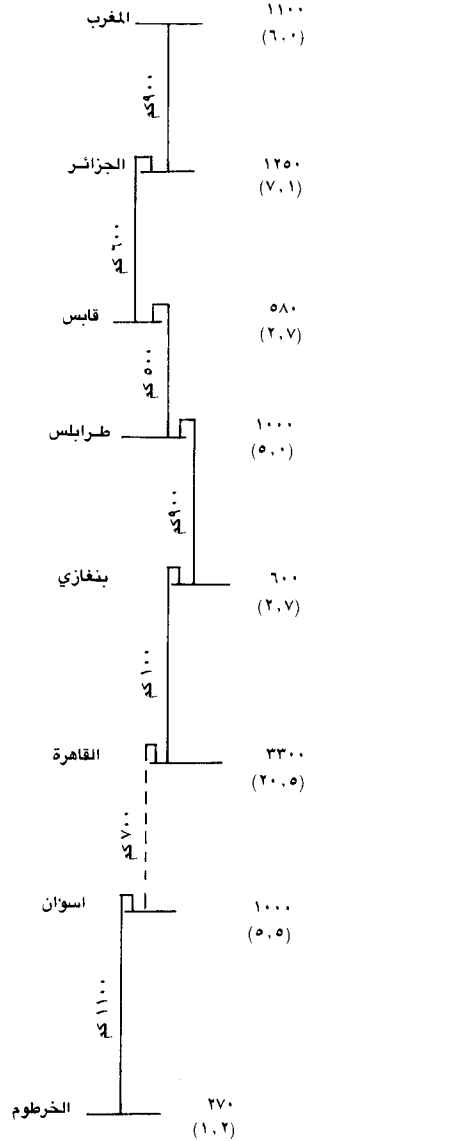 المغرب ١١٠٠
(٦,٠)
٩٠٠ كم
الجزائر ١٢٥٠
(٧,١)
٦٠٠ كم
قابس ٥٨٠
(٢,٧)
٥٠٠ كم
طرابلس ١٠٠٠
(٥,٠)
٩٠٠ كم
بنغازي ٦٠٠
(٢,٧)
١٠٠ كم
القاهرة ٣٣٠٠
(٢٠,٥)
٧٠٠ كم
اسوان ١٠٠٠
(٥,٥)
١١٠٠ كم
الخرطوم ٢٧٠
(١,٢)